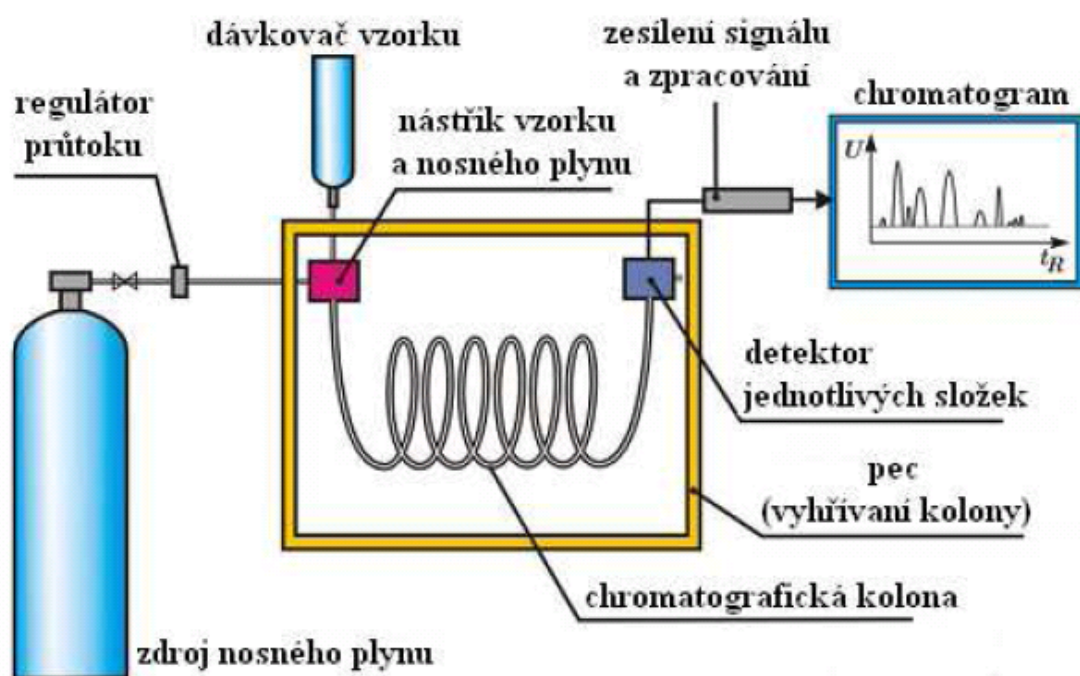 dávkovač vzorku
zesílení signálu
a zpracování
regulátor
průtoku
nástřik vzorku
a nosného plynu
chromatogram
U
t_R
detektor
jednotlivých složek
pec
(vyhřívaní kolony)
chromatografická kolona
zdroj nosného plynu